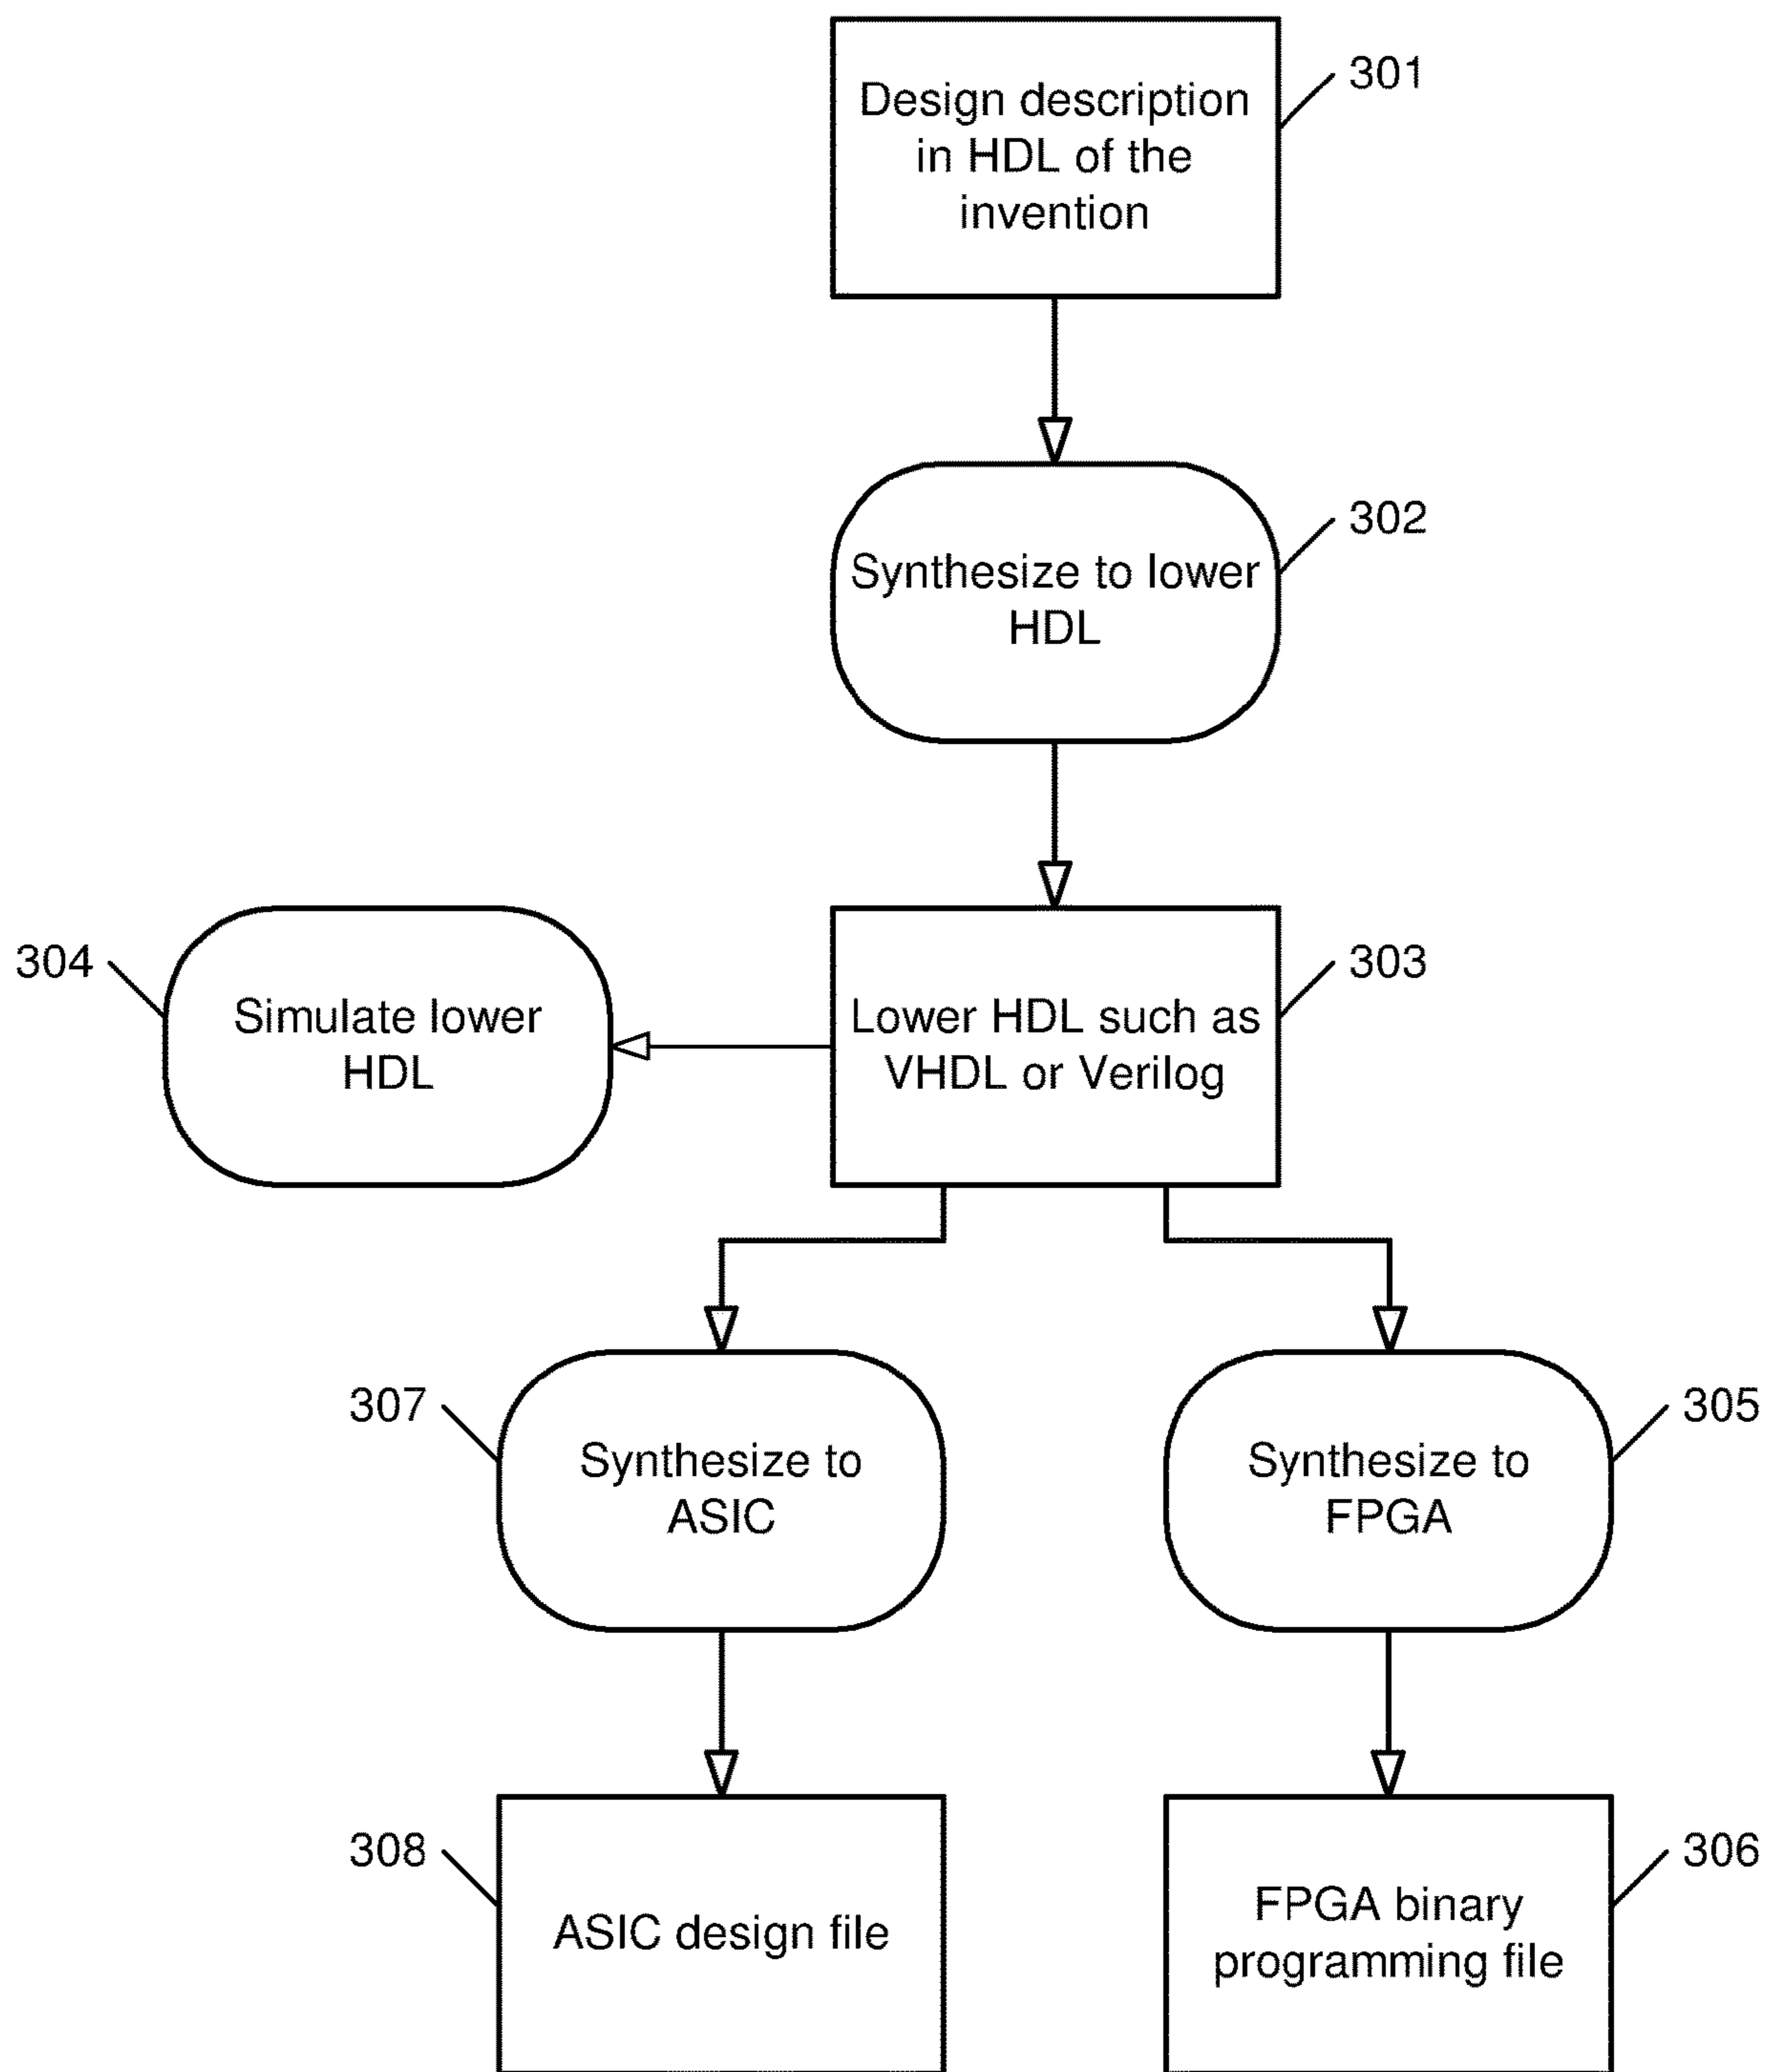 Design description
in HDL of the
invention
301
Synthesize to lower
HDL
302
304
Simulate lower
HDL
Lower HDL such as
VHDL or Verilog
303
307
Synthesize to
ASIC
Synthesize to
FPGA
305
308
ASIC design file
FPGA binary
programming file
306